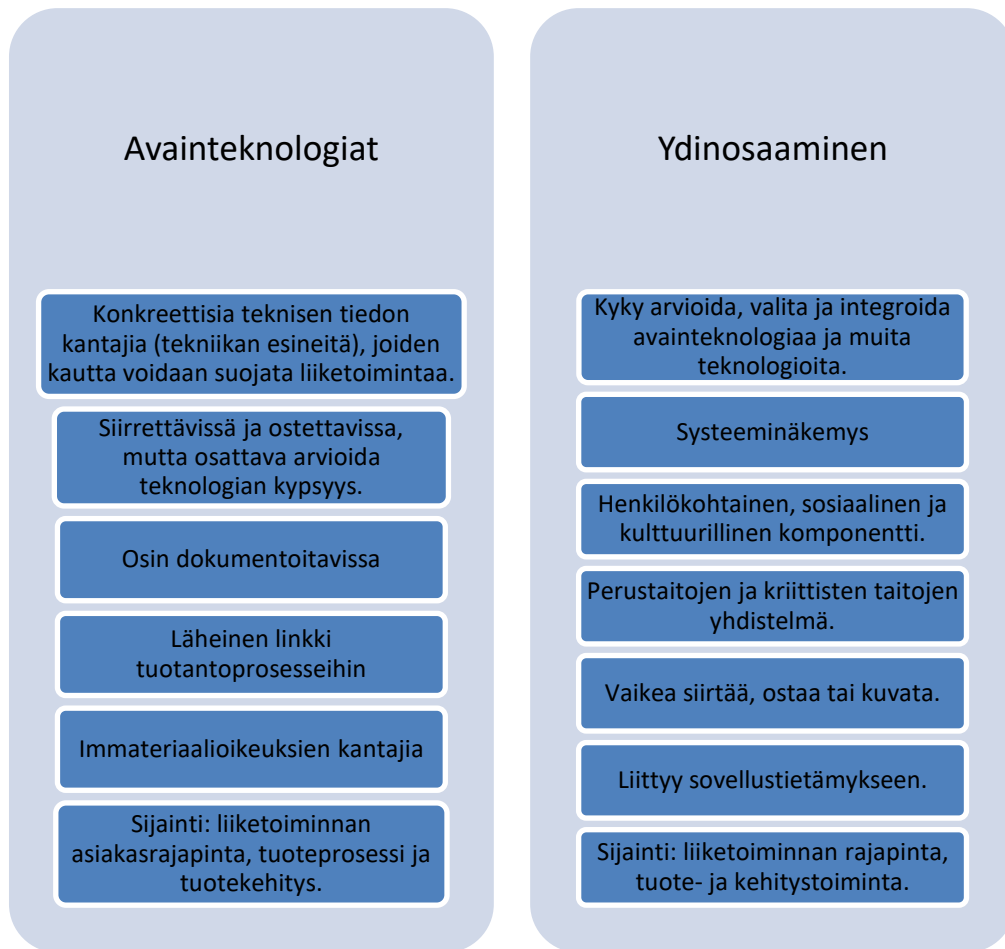 Avainteknologiat
Konkreettisia teknisen tiedon
kantajia (tekniikan esineitä), joiden
kautta voidaan suojata liiketoimintaa.
Siirrettävissä ja ostettavissa,
mutta osattava arvioida
teknologian kypsyys.
Osin dokumentoitavissa
Läheinen linkki
tuotantoprosesseihin
Immateriaalioikeuksien kantajia
Sijainti: liiketoiminnan
asiakasrajapinta, tuoteprosessi ja
tuotekehitys.
Ydinosaaminen
Kyky arvioida, valita ja integroida
avainteknologiaa ja muita
teknologioita.
Systeeminäkemys
Henkilökohtainen, sosiaalinen ja
kulttuurillinen komponentti.
Perustaitojen ja kriittisten taitojen
yhdistelmä.
Vaikea siirtää, ostaa tai kuvata.
Liittyy sovellustietämykseen.
Sijainti: liiketoiminnan rajapinta,
tuote- ja kehitystoiminta.